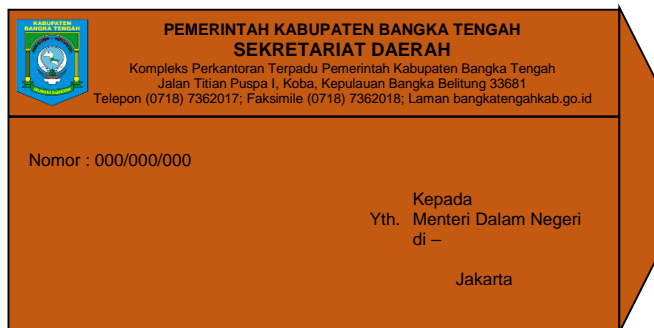 KABUPATEN
BANGKA TENGAH
PEMERINTAH KABUPATEN BANGKA TENGAH
SEKRETARIAT DAERAH
Kompleks Perkantoran Terpadu Pemerintah Kabupaten Bangka Tengah
Jalan Titian Puspa I, Koba, Kepulauan Bangka Belitung 33681
Telepon (0718) 7362017; Faksimile (0718) 7362018; Laman bangkatengahkab.go.id
Nomor : 000/000/000
Kepada
Yth. Menteri Dalam Negeri
di –
Jakarta